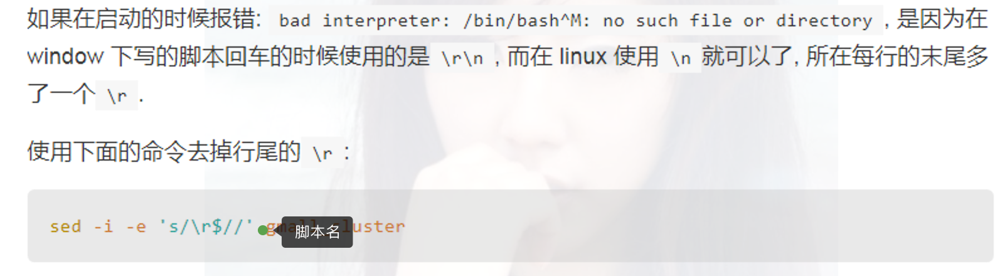 如果在启动的时候报错: bad interpreter: /bin/bash^M: no such file or directory , 是因为在
window 下写的脚本回车的时候使用的是 \r\n , 而在 linux 使用 \n 就可以了, 所在每行的末尾多
了一个 \r .
使用下面的命令去掉行尾的 \r :
sed -i -e 's/\r$//' gmall cluster
脚本名